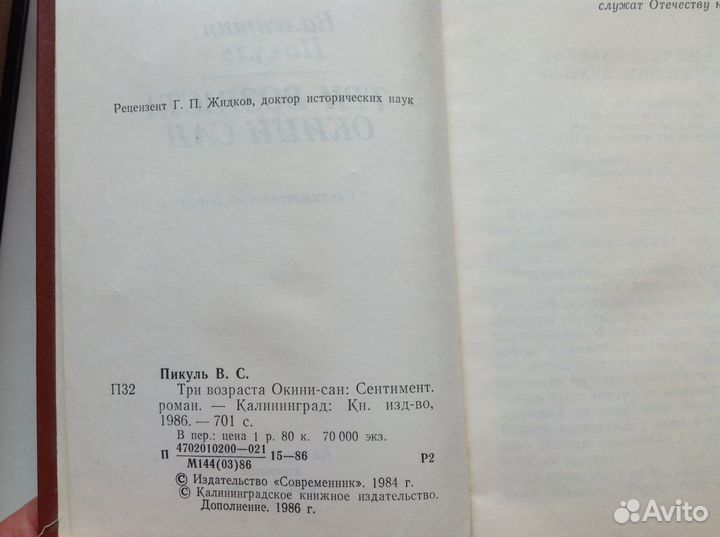 служат Отечеству
Рецензент Г. П. Жидков, доктор исторических наук
Пикуль В. С.
П32
Три возраста Окини-сан: Сентимент.
роман. — Калининград: Кн. изд-во,
1986. — 701 с.
В пер.: цена 1 р. 80 к. 70 000 экз.
П 4702010200—021 15—86 Р2
М144(03)86
© Издательство «Современник» 1984 г.
© Калининградское книжное издательство.
Дополнение. 1986 г.
Avito